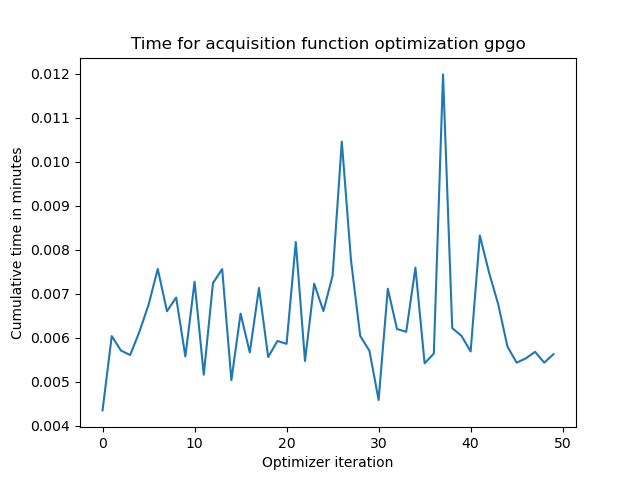 Time for acquisition function optimization gpgo
0.012
0.011
0.010
0.009
0.008
0.007
0.006
0.005
0.004
Cumulative time in minutes
0 10 20 30 40 50
Optimizer iteration